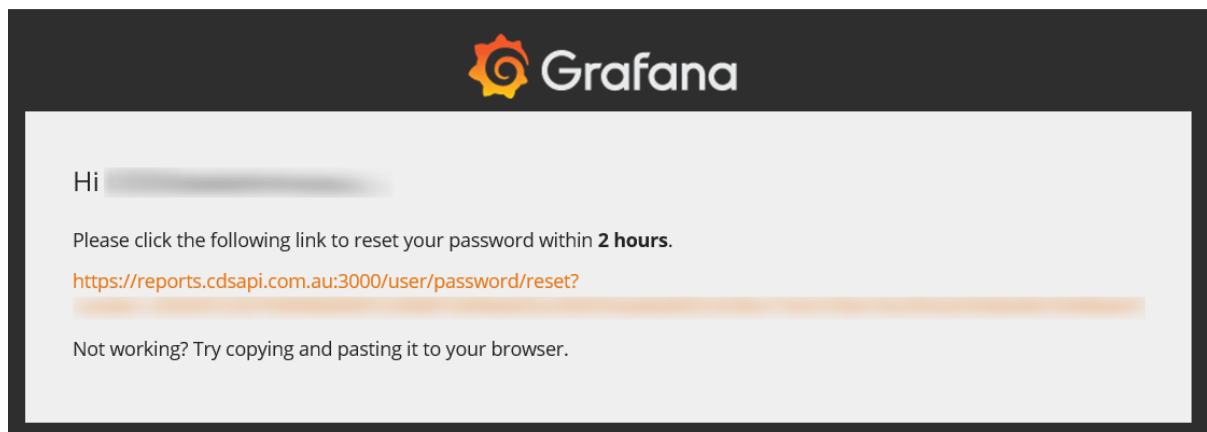 Grafana
Hi
Please click the following link to reset your password within 2 hours.
https://reports.cdsapi.com.au:3000/user/password/reset?
Not working? Try copying and pasting it to your browser.